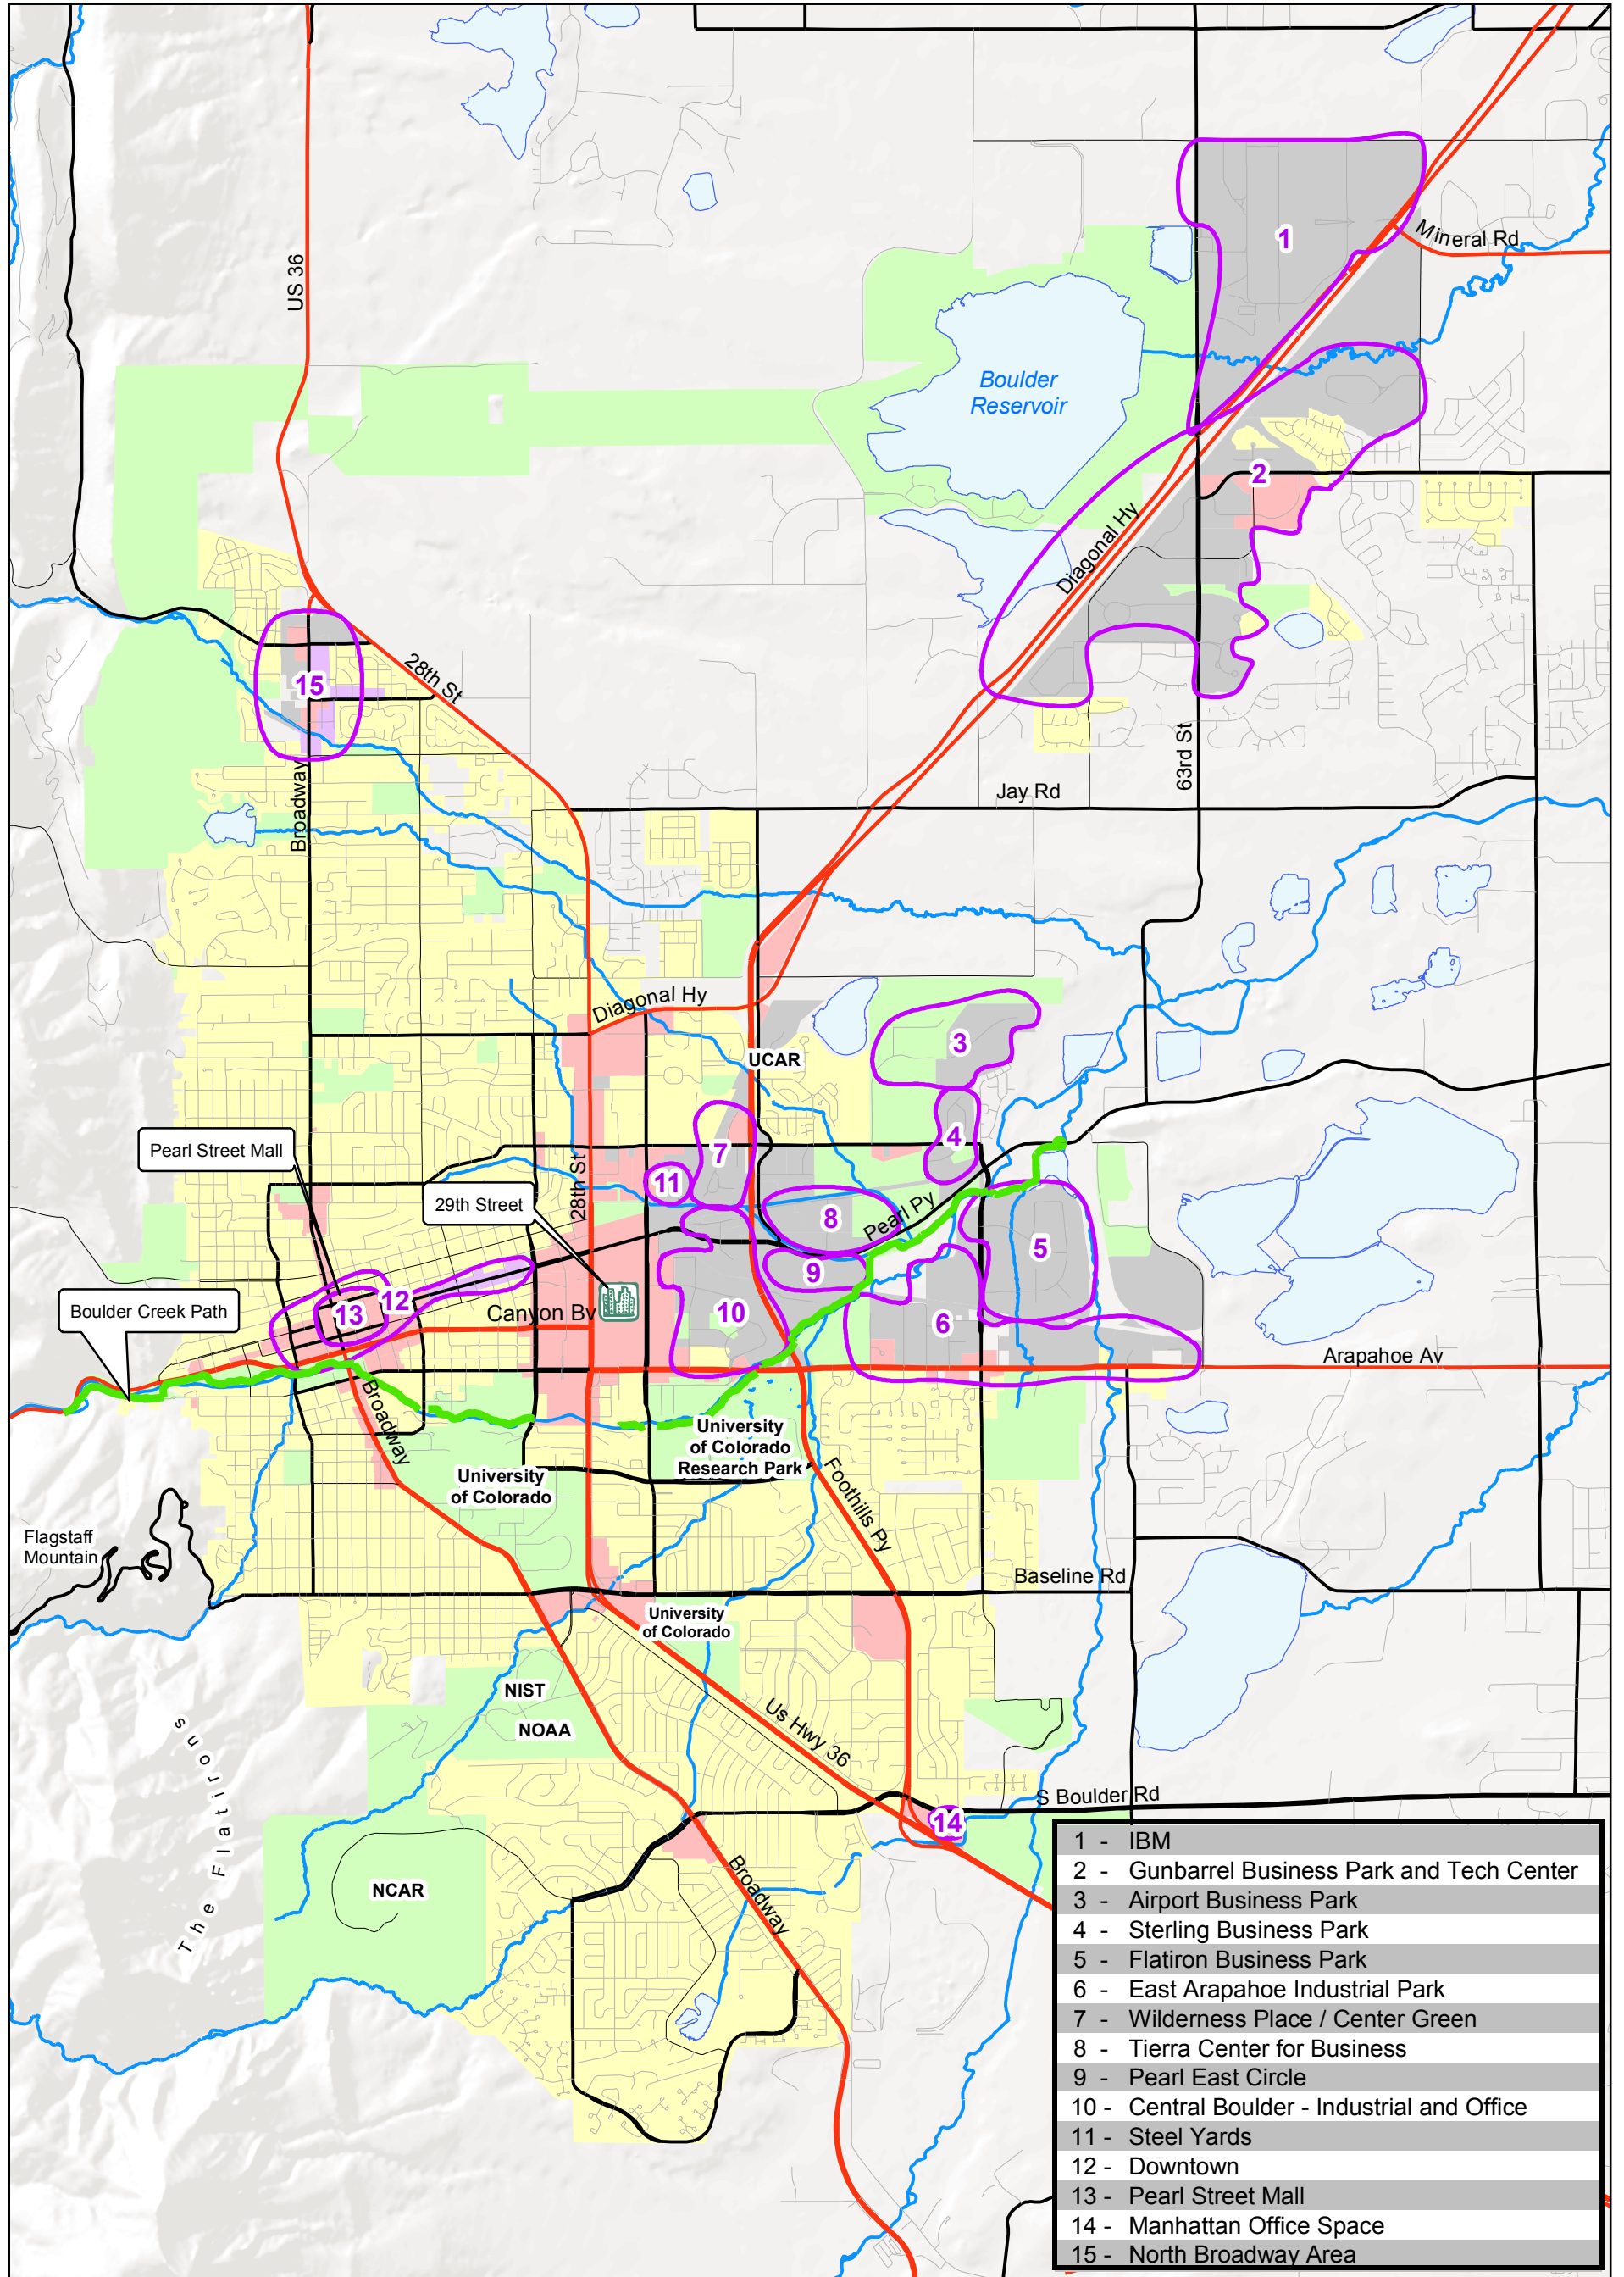 US 36
1
Mineral Rd
Boulder
Reservoir
2
Diagonal Hy
15
28th St
63rd St
Jay Rd
Broadway
Diagonal Hy
3
UCAR
4
Pearl Street Mall
7
11
28th St
29th Street
8
Pearl Py
5
9
12
13
Canyon Bv
10
6
Boulder Creek Path
Arapahoe Av
Broadway
University
of Colorado
Research Park
University
of Colorado
Foothills Py
Flagstaff
Mountain
Baseline Rd
University
of Colorado
NIST
NOAA
Us Hwy 36
The Flatirons
S Boulder Rd
14
NCAR
Broadway
1 - IBM
2 - Gunbarrel Business Park and Tech Center
3 - Airport Business Park
4 - Sterling Business Park
5 - Flatiron Business Park
6 - East Arapahoe Industrial Park
7 - Wilderness Place / Center Green
8 - Tierra Center for Business
9 - Pearl East Circle
10 - Central Boulder - Industrial and Office
11 - Steel Yards
12 - Downtown
13 - Pearl Street Mall
14 - Manhattan Office Space
15 - North Broadway Area